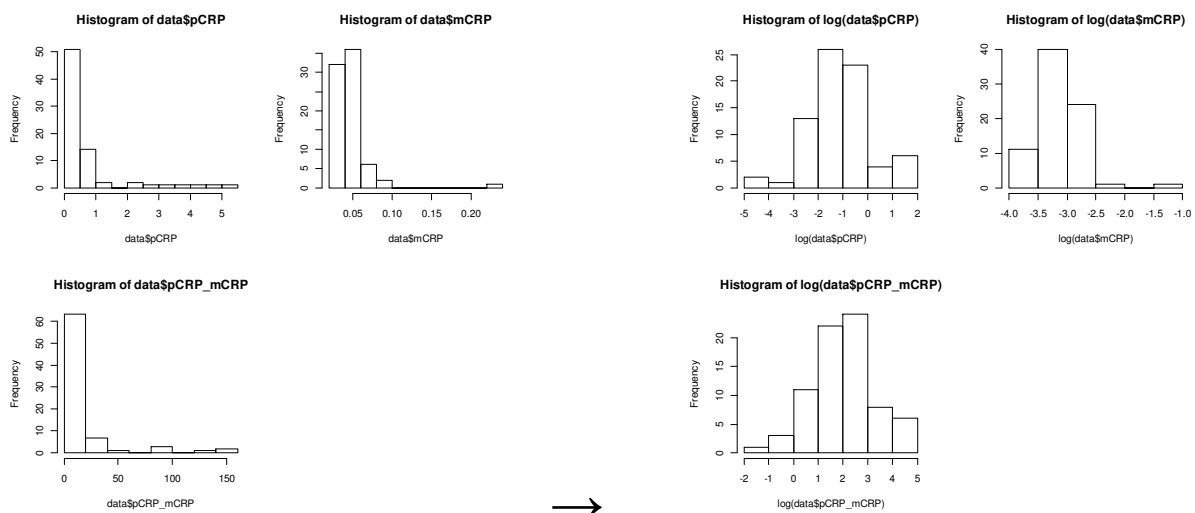 Histogram of data$pCRP
Frequency
0 10 20 30 40 50
0 1 2 3 4 5
data$pCRP
Histogram of data$mCRP
Frequency
0 10 20 30
0.05 0.10 0.15 0.20
data$mCRP
Histogram of data$pCRP_mCRP
Frequency
0 10 20 30 40 50 60
0 50 100 150
data$pCRP_mCRP
→
Histogram of log(data$pCRP)
Frequency
0 5 10 15 25
-5 -4 -3 -2 -1 0 1 2
log(data$pCRP)
Histogram of log(data$mCRP)
Frequency
0 10 20 30 40
-4.0 -3.5 -3.0 -2.5 -2.0 -1.5 -1.0
log(data$mCRP)
Histogram of log(data$pCRP_mCRP)
Frequency
0 5 10 15 20
-2 -1 0 1 2 3 4 5
log(data$pCRP_mCRP)